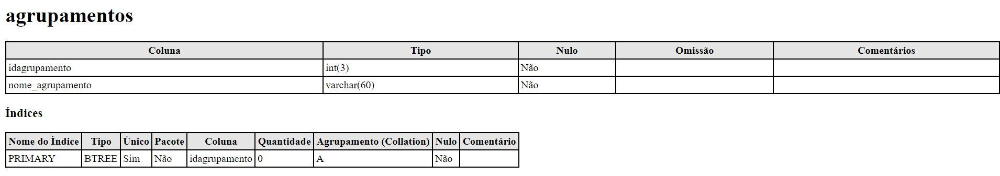 agrupamentos
Coluna Tipo Nulo Omissão Comentários
idagrupamento int(3) Não
nome_agrupamento varchar(60) Não
Índices
Nome do Índice Tipo Único Pacote Coluna Quantidade Agrupamento (Collation) Nulo Comentário
PRIMARY BTREE Sim Não idagrupamento 0 A Não